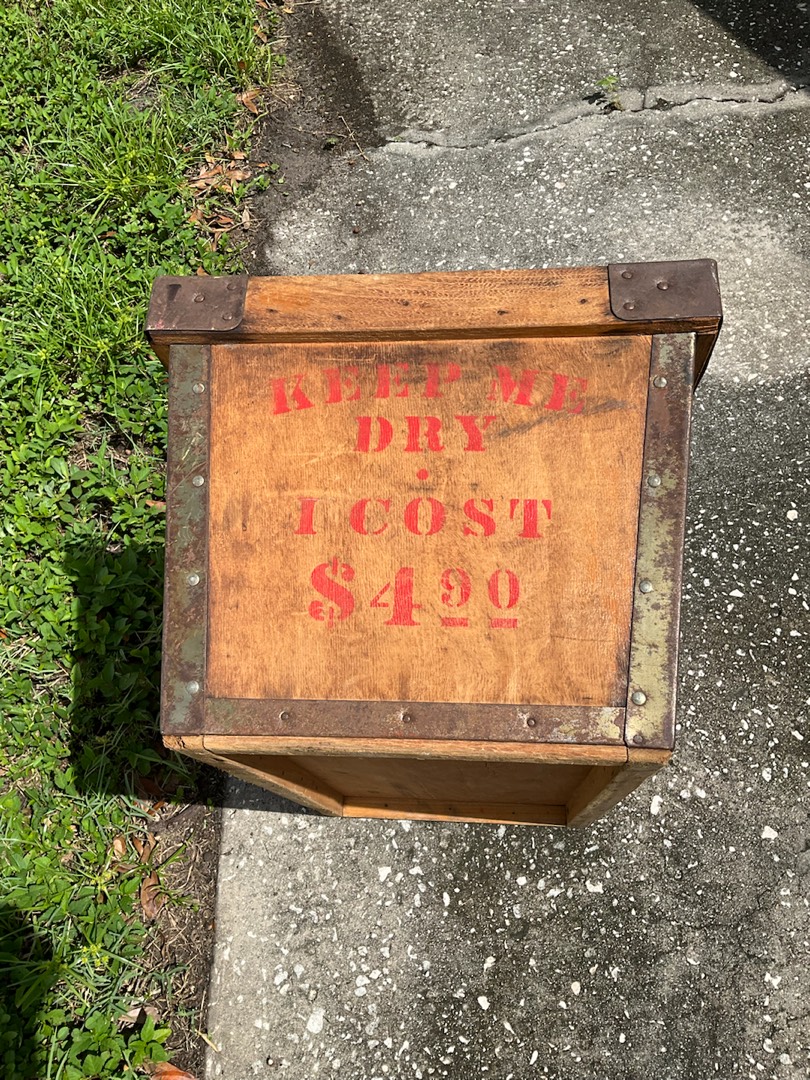 KEEP ME
DRY
·
I COST
$4.90